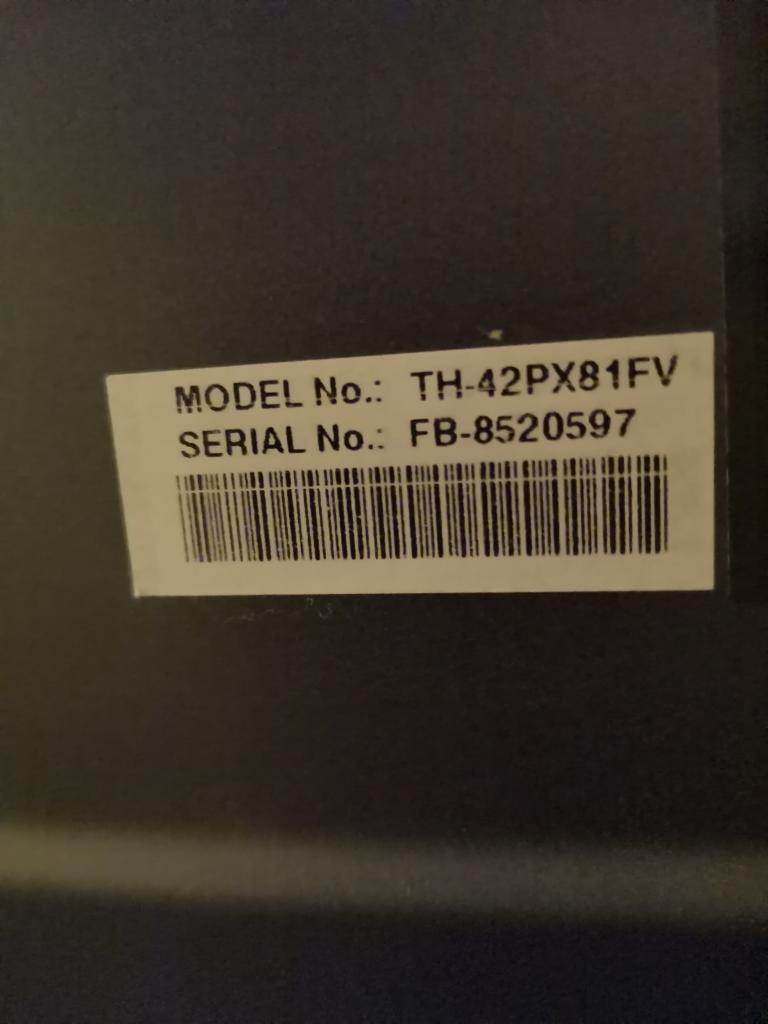 MODEL No.: TH-42PX81FV
SERIAL No.: FB-8520597